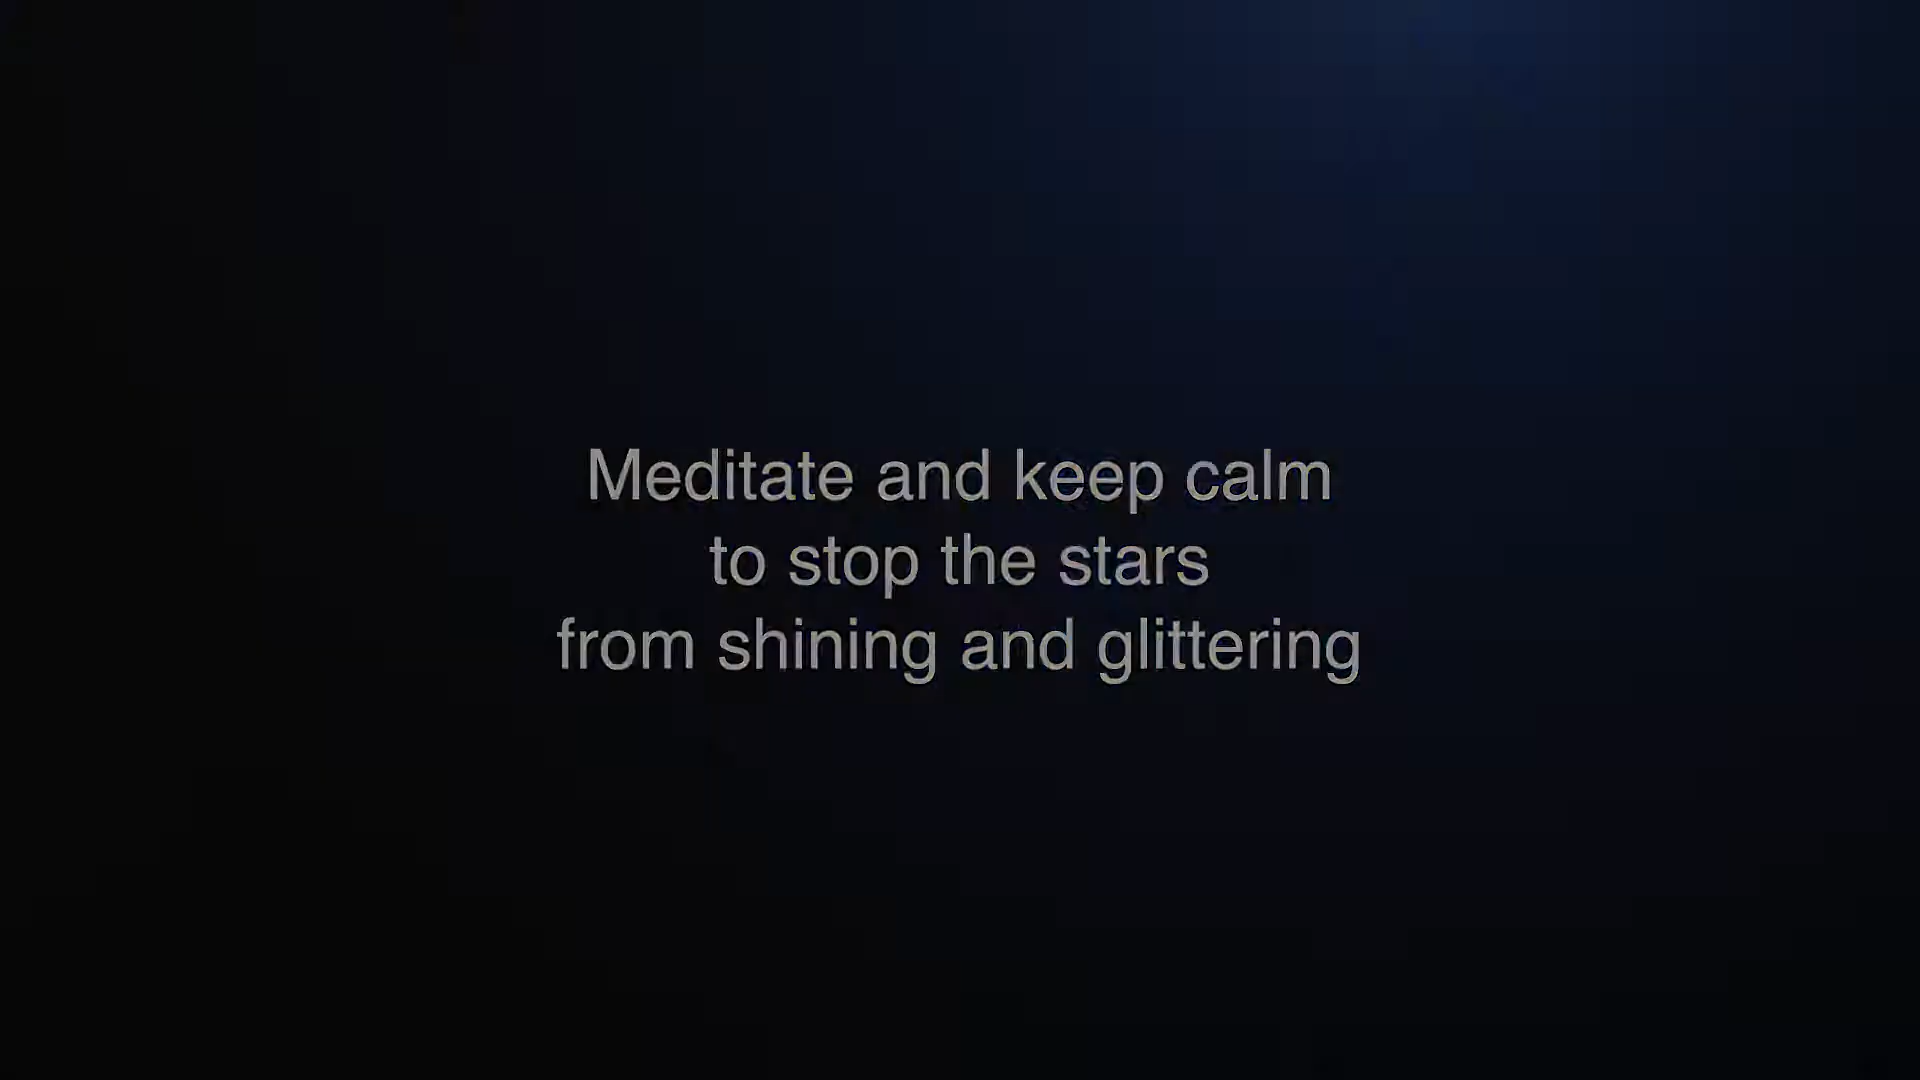 Meditate and keep calm
to stop the stars
from shining and glittering